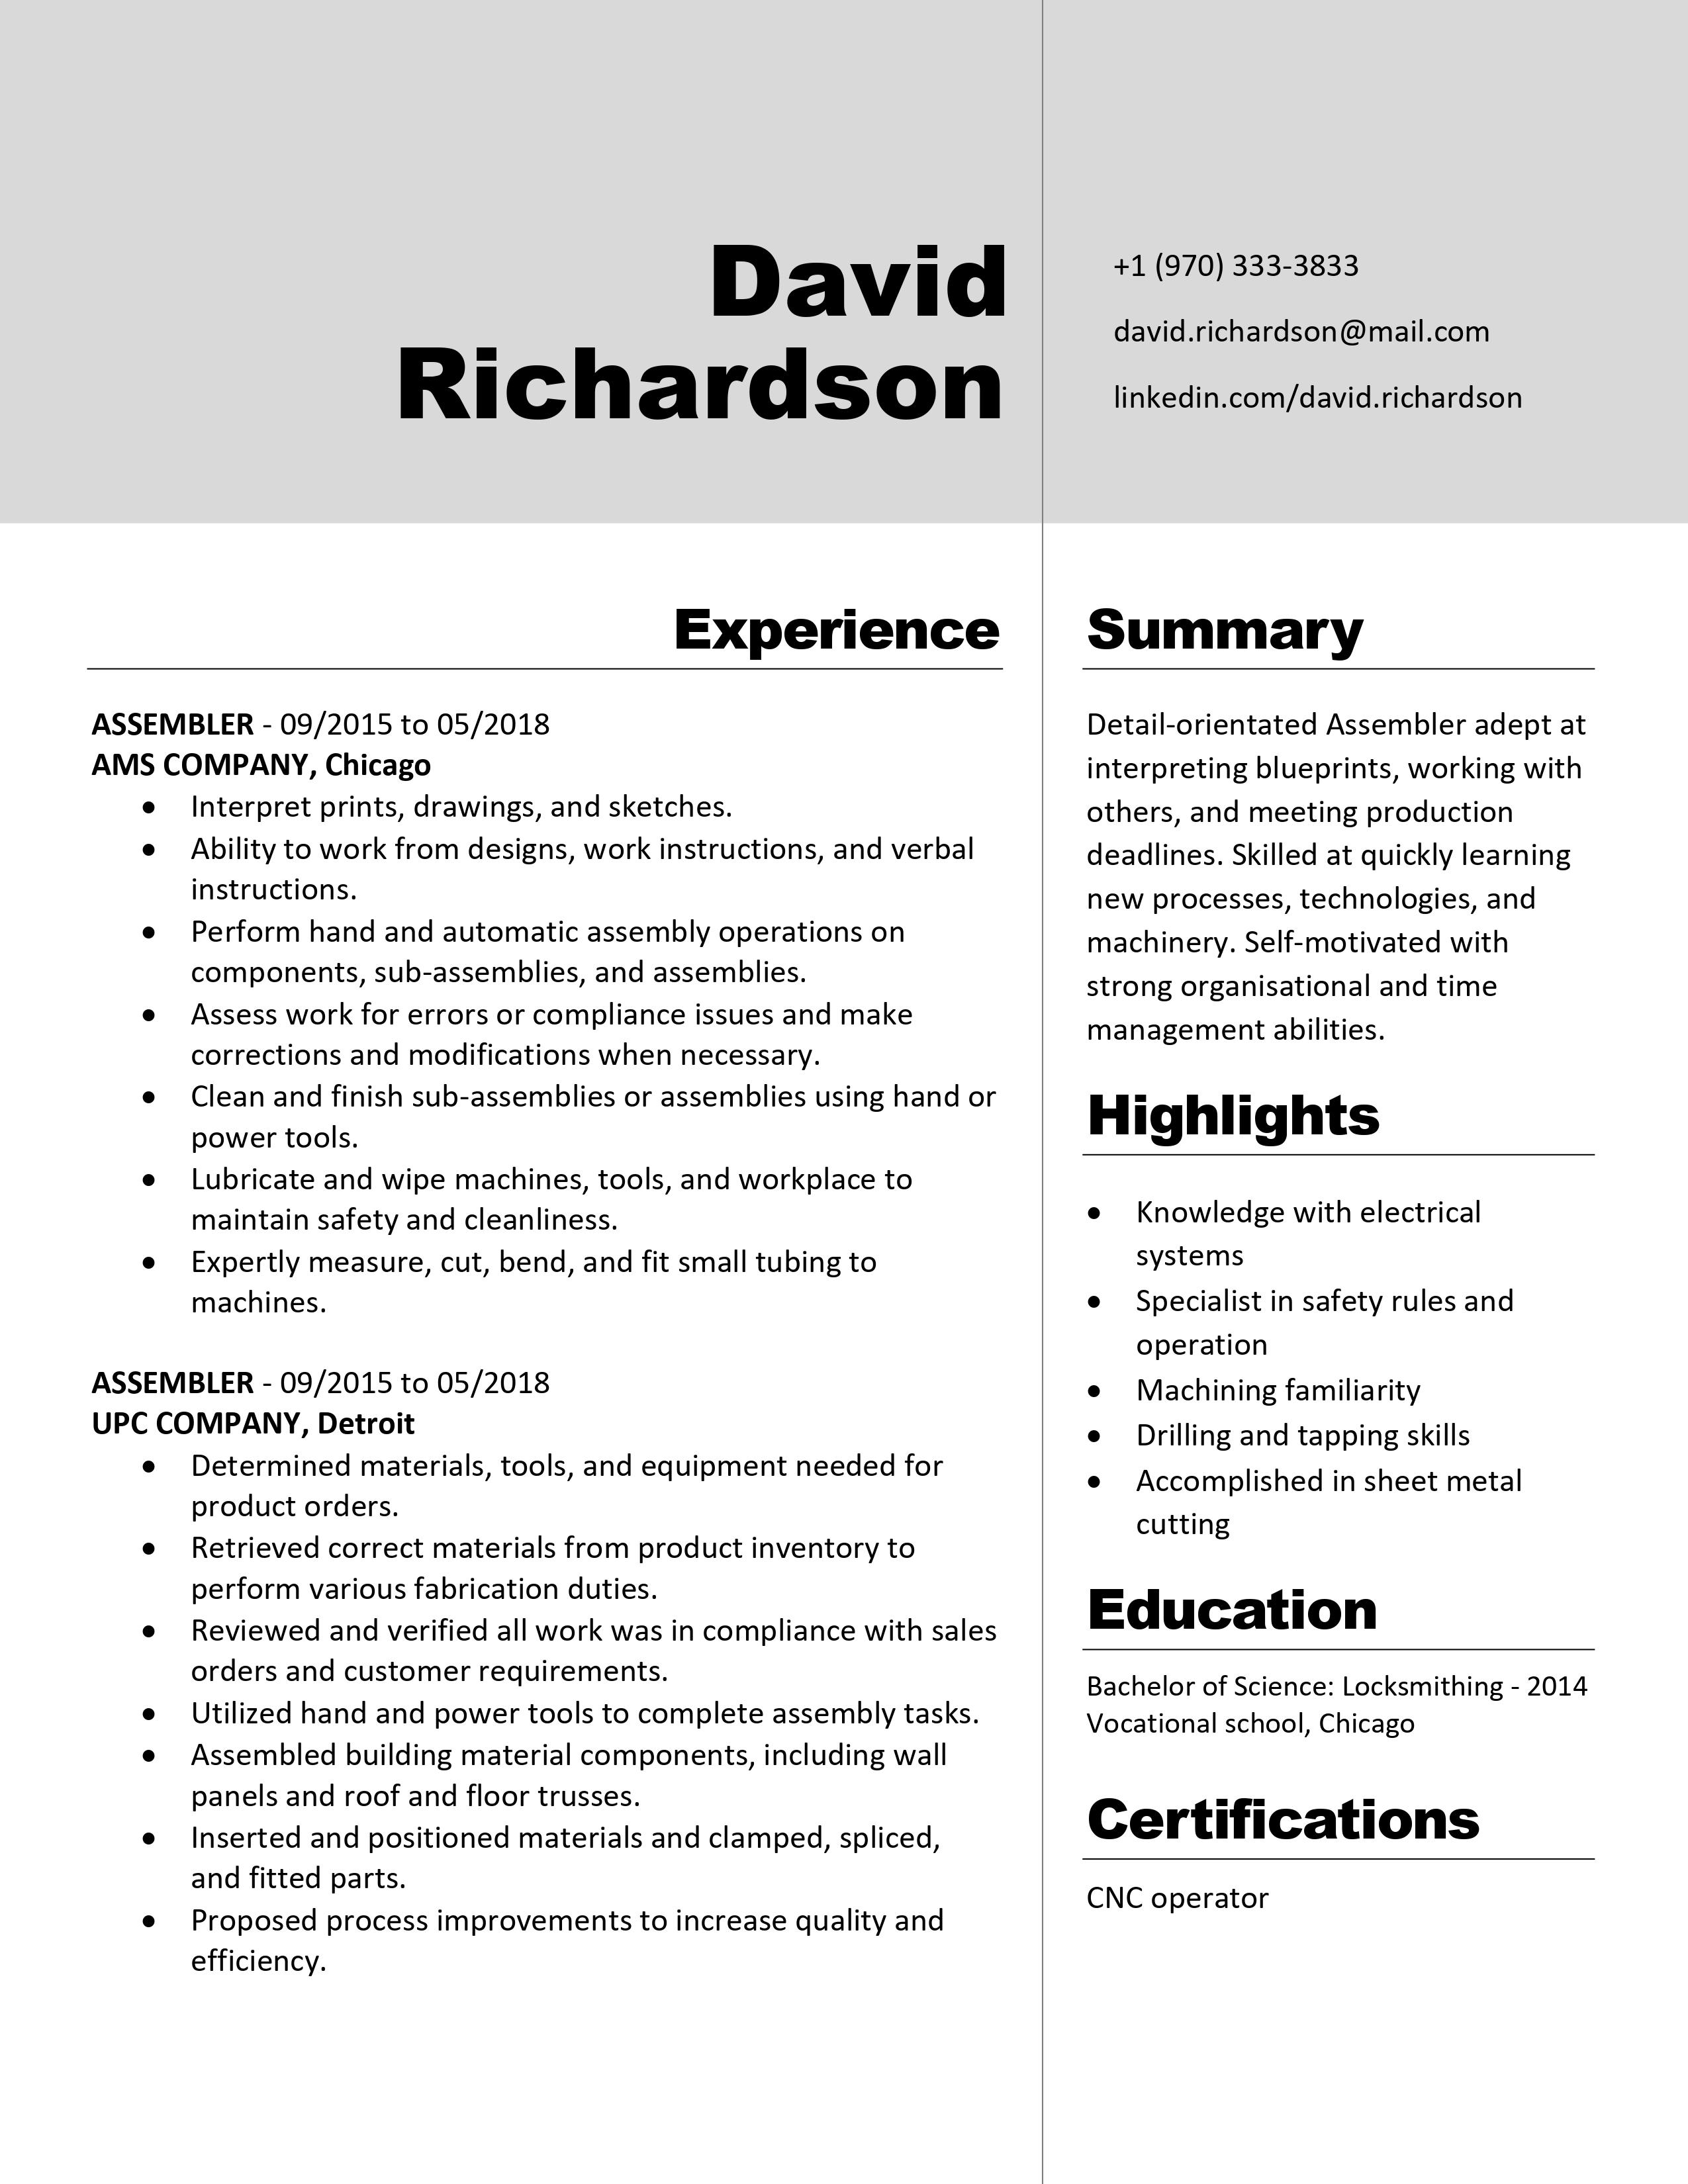 David
Richardson
+1 (970) 333-3833
david.richardson@mail.com
linkedin.com/david.richardson
Experience
ASSEMBLER - 09/2015 to 05/2018
AMS COMPANY, Chicago
• Interpret prints, drawings, and sketches.
• Ability to work from designs, work instructions, and verbal
instructions.
• Perform hand and automatic assembly operations on
components, sub-assemblies, and assemblies.
• Assess work for errors or compliance issues and make
corrections and modifications when necessary.
• Clean and finish sub-assemblies or assemblies using hand or
power tools.
• Lubricate and wipe machines, tools, and workplace to
maintain safety and cleanliness.
• Expertly measure, cut, bend, and fit small tubing to
machines.
ASSEMBLER - 09/2015 to 05/2018
UPC COMPANY, Detroit
• Determined materials, tools, and equipment needed for
product orders.
• Retrieved correct materials from product inventory to
perform various fabrication duties.
• Reviewed and verified all work was in compliance with sales
orders and customer requirements.
• Utilized hand and power tools to complete assembly tasks.
• Assembled building material components, including wall
panels and roof and floor trusses.
• Inserted and positioned materials and clamped, spliced,
and fitted parts.
• Proposed process improvements to increase quality and
efficiency.
Summary
Detail-orientated Assembler adept at
interpreting blueprints, working with
others, and meeting production
deadlines. Skilled at quickly learning
new processes, technologies, and
machinery. Self-motivated with
strong organisational and time
management abilities.
Highlights
• Knowledge with electrical
systems
• Specialist in safety rules and
operation
• Machining familiarity
• Drilling and tapping skills
• Accomplished in sheet metal
cutting
Education
Bachelor of Science: Locksmithing - 2014
Vocational school, Chicago
Certifications
CNC operator